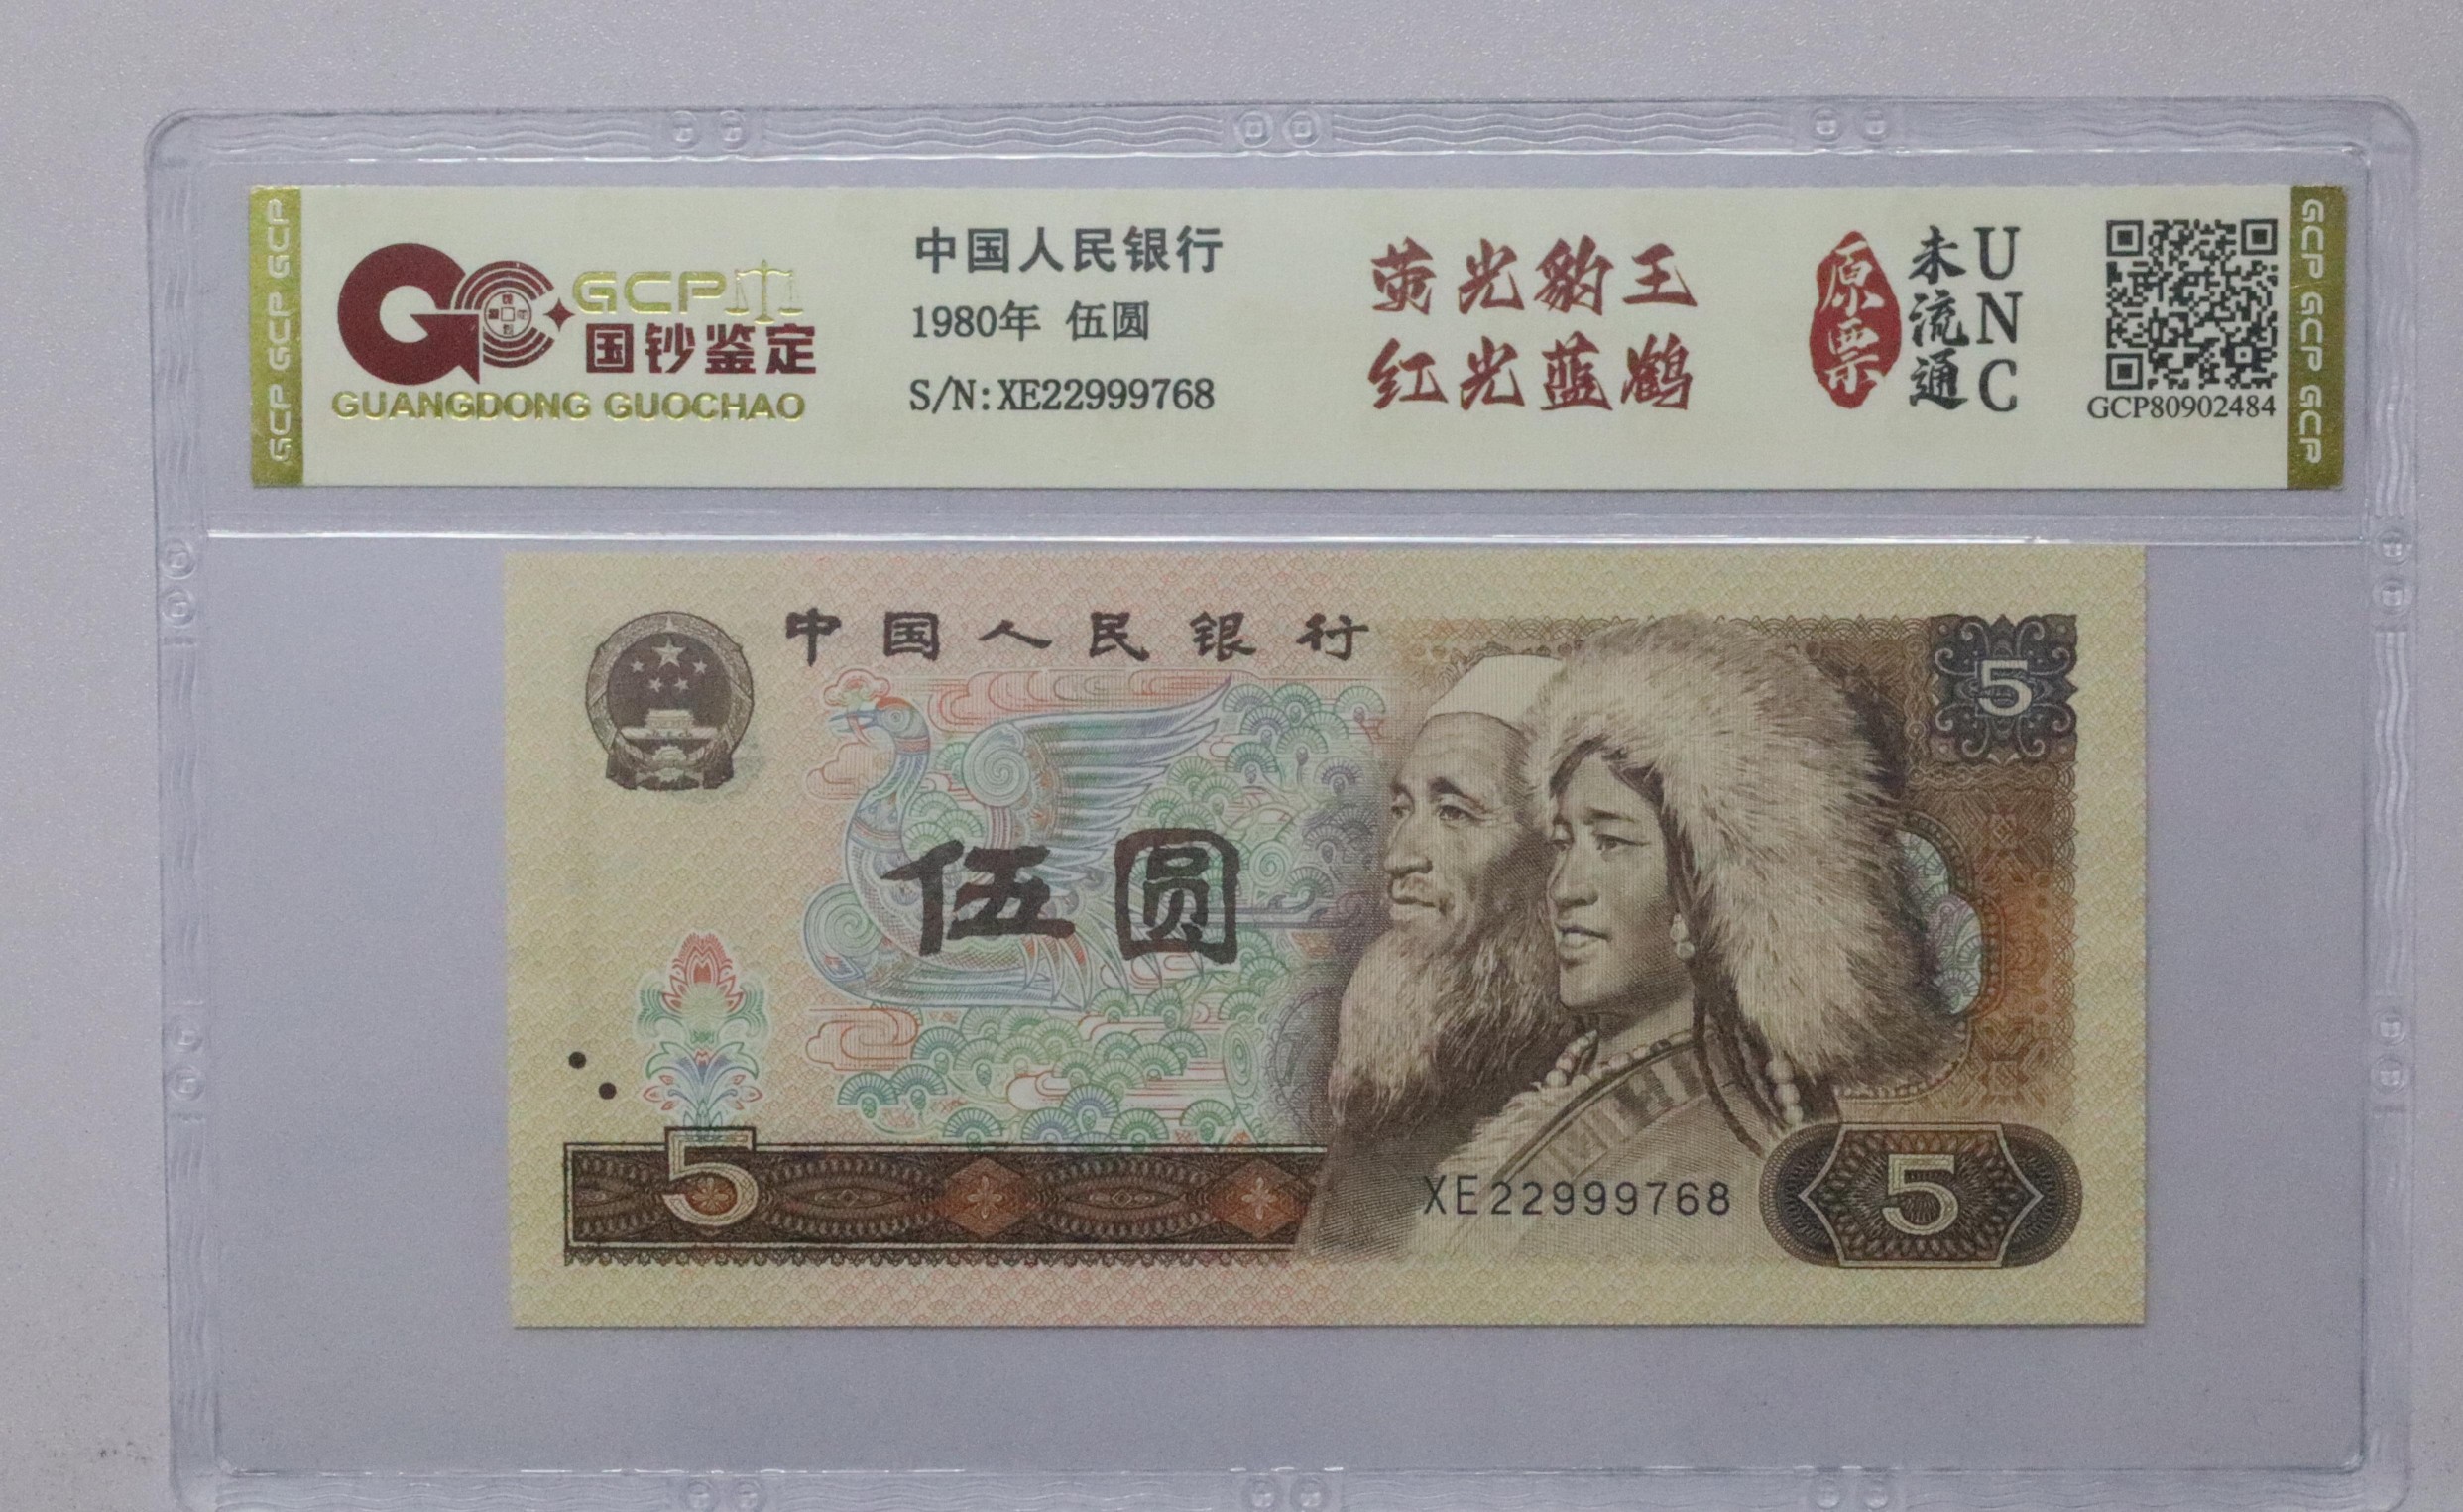 GCP GCP GCP
GCP
国钞鉴定
GUANGDONG GUOCHAO
中国人民银行
1980年 伍圆
S/N:XE22999768
荧光豹王
红光蓝鹤
原票
未流通
UNC
GCP80902484
GCP GCP GCP
中国人民银行
5
伍圆
5
XE22999768
5